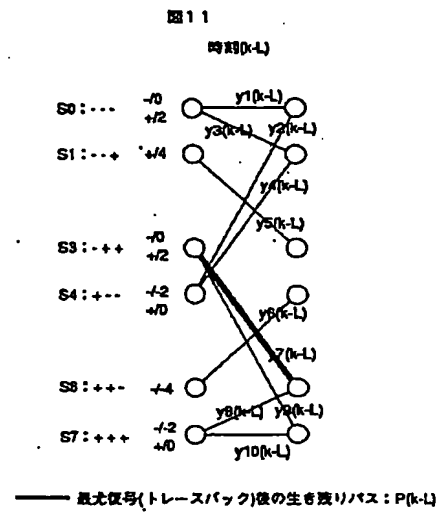 図11
時刻(k-L)
S0:---
-/0
+/2
y1(k-L)
y3(k-L)
y2(k-L)
S1:--+
+/4
y4(k-L)
y5(k-L)
S3:-++
-/0
+/2
S4:+--
-/-2
+/0
y6(k-L)
y7(k-L)
S6:++-
-/-4
y8(k-L)
y9(k-L)
S7:+++
-/-2
+/0
y10(k-L)
最尤復号(トレースバック)後の生き残りパス:P(k-L)